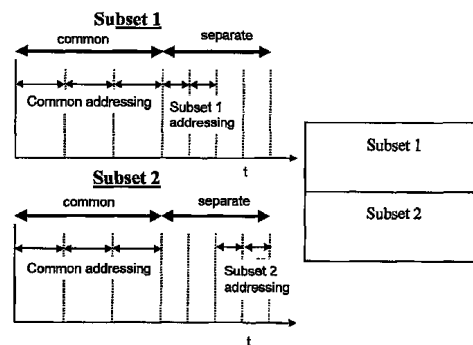 Subset 1
common separate
Common addressing Subset 1
addressing
t
Subset 2
common separate
Common addressing Subset 2
addressing
t
Subset 1
Subset 2